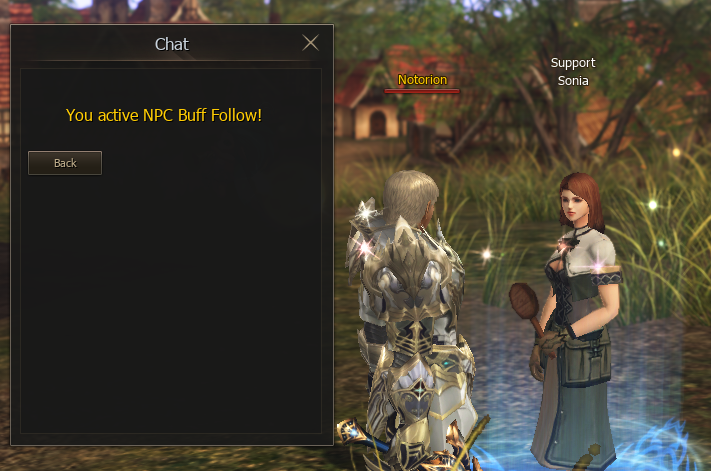 Chat
You active NPC Buff Follow!
Back
Notorion
Support
Sonia